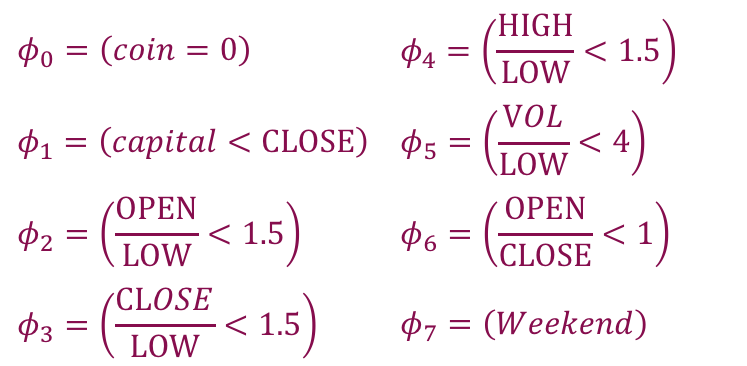 ϕ₀ = (coin = 0)
ϕ₁ = (capital < CLOSE)
ϕ₂ = (OPEN/LOW < 1.5)
ϕ₃ = (CLOSE/LOW < 1.5)
ϕ₄ = (HIGH/LOW < 1.5)
ϕ₅ = (VOL/LOW < 4)
ϕ₆ = (OPEN/CLOSE < 1)
ϕ₇ = (Weekend)